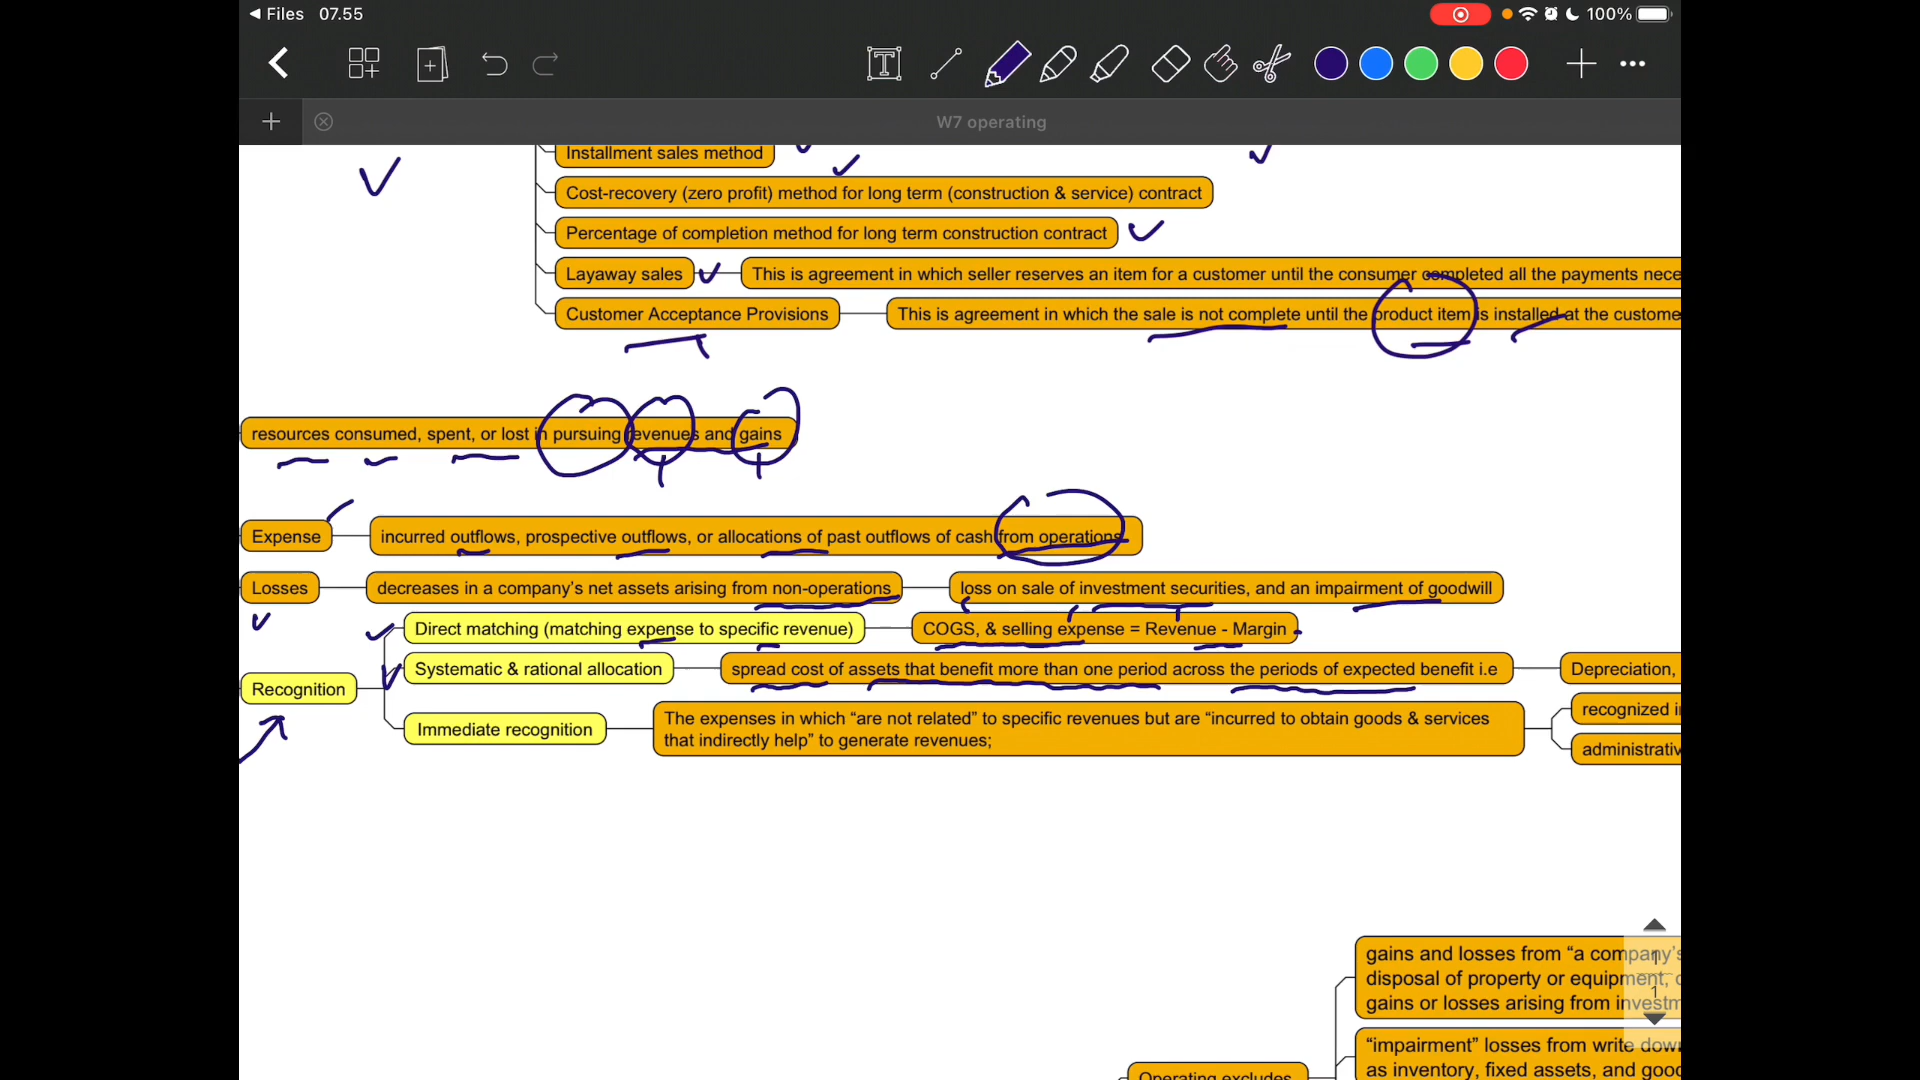 Files 07.55
100%
W7 operating
Installment sales method
Cost-recovery (zero profit) method for long term (construction & service) contract
Percentage of completion method for long term construction contract
Layaway sales
This is agreement in which seller reserves an item for a customer until the consumer completed all the payments nece
Customer Acceptance Provisions
This is agreement in which the sale is not complete until the product item is installed at the custome
resources consumed, spent, or lost in pursuing revenues and gains
Expense
incurred outflows, prospective outflows, or allocations of past outflows of cash from operations
Losses
decreases in a company's net assets arising from non-operations
loss on sale of investment securities, and an impairment of goodwill
Direct matching (matching expense to specific revenue)
COGS, & selling expense = Revenue - Margin
Systematic & rational allocation
spread cost of assets that benefit more than one period across the periods of expected benefit i.e
Depreciation,
Recognition
Immediate recognition
The expenses in which “are not related” to specific revenues but are “incurred to obtain goods & services
that indirectly help” to generate revenues;
recognized i
administrativ
gains and losses from “a company's
disposal of property or equipment,
gains or losses arising from investm
1
1
“impairment” losses from write dow
as inventory, fixed assets, and goo
Operating excludes